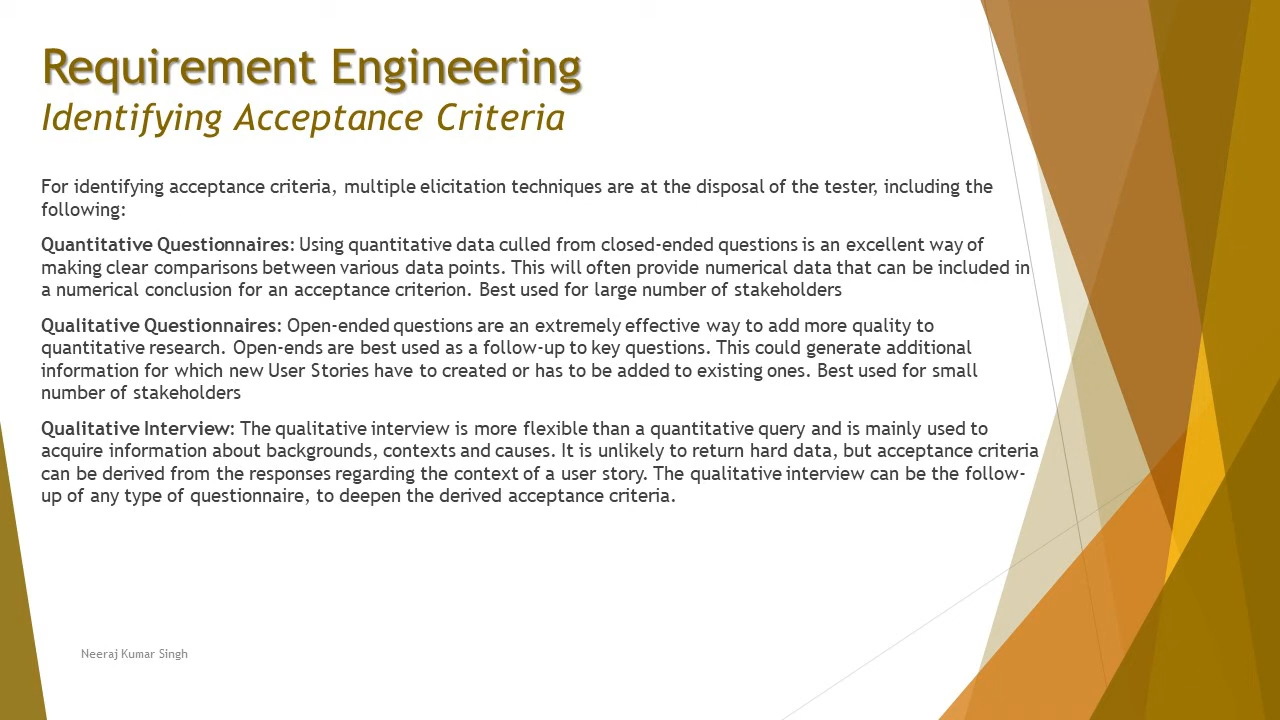 Requirement Engineering
Identifying Acceptance Criteria
For identifying acceptance criteria, multiple elicitation techniques are at the disposal of the tester, including the
following:
Quantitative Questionnaires: Using quantitative data culled from closed-ended questions is an excellent way of
making clear comparisons between various data points. This will often provide numerical data that can be included in
a numerical conclusion for an acceptance criterion. Best used for large number of stakeholders
Qualitative Questionnaires: Open-ended questions are an extremely effective way to add more quality to
quantitative research. Open-ends are best used as a follow-up to key questions. This could generate additional
information for which new User Stories have to created or has to be added to existing ones. Best used for small
number of stakeholders
Qualitative Interview: The qualitative interview is more flexible than a quantitative query and is mainly used to
acquire information about backgrounds, contexts and causes. It is unlikely to return hard data, but acceptance criteria
can be derived from the responses regarding the context of a user story. The qualitative interview can be the follow-
up of any type of questionnaire, to deepen the derived acceptance criteria.
Neeraj Kumar Singh